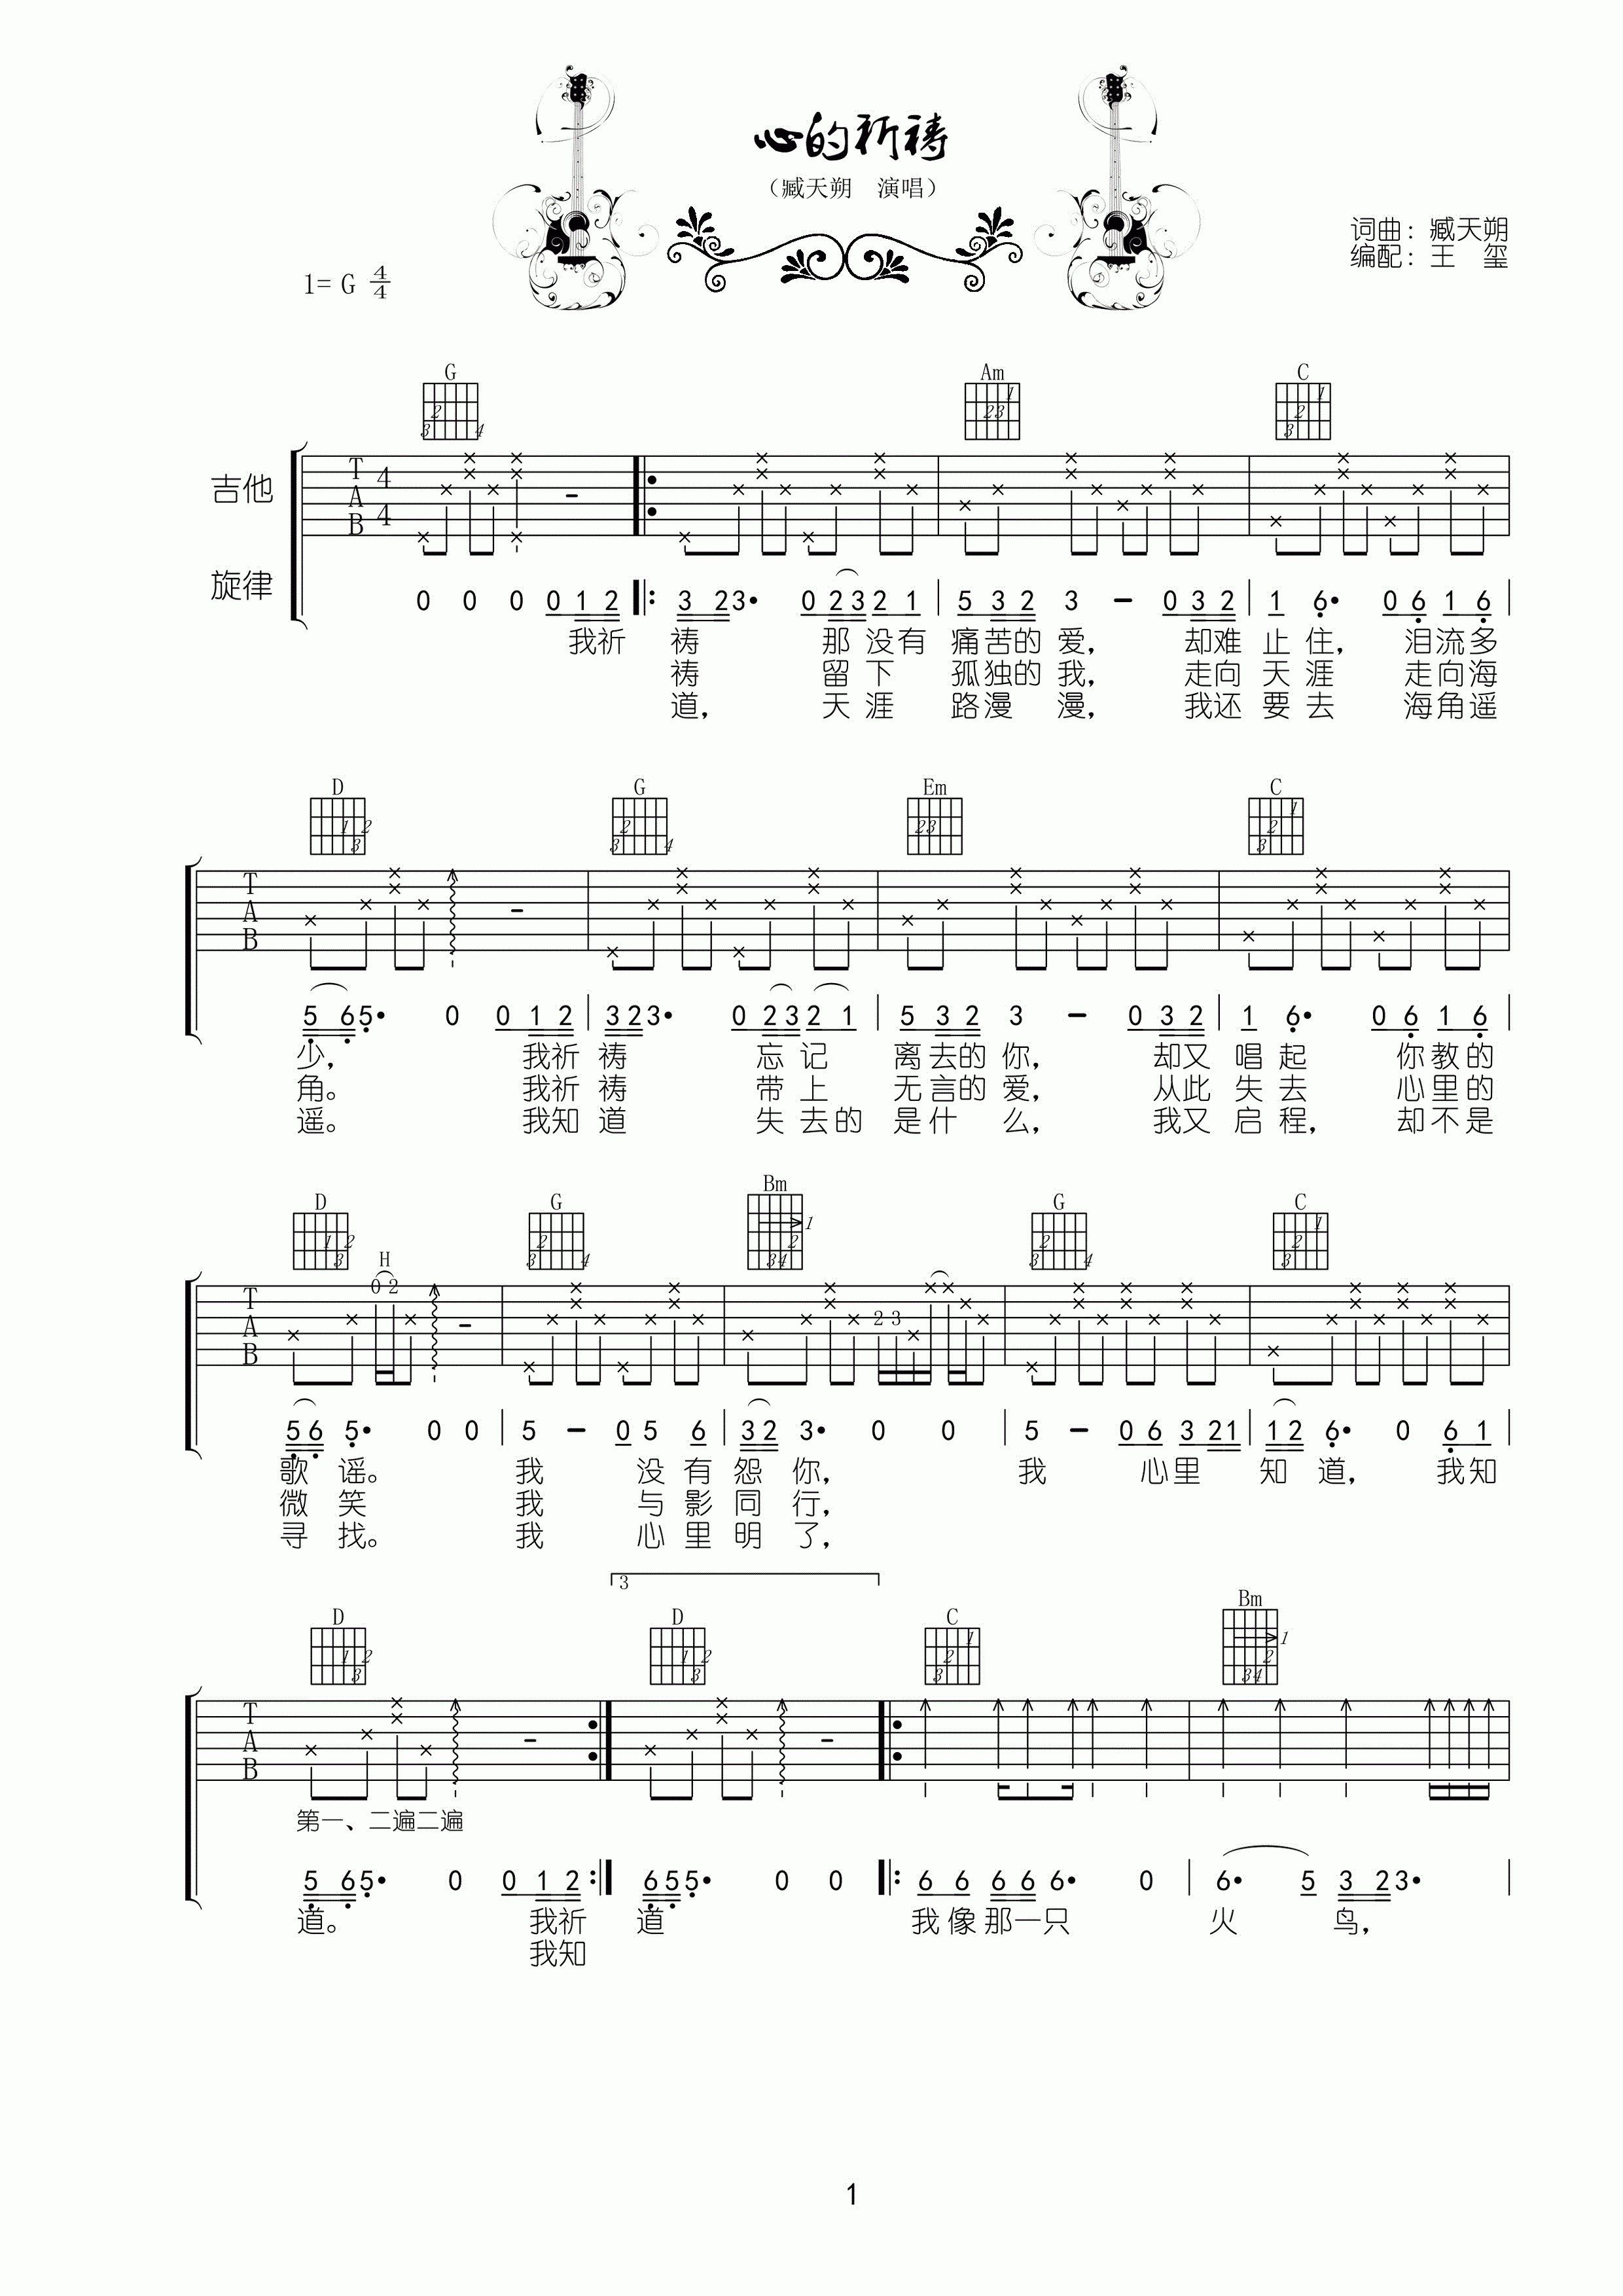 心的祈祷
（臧天朔 演唱）
词曲：臧天朔
编配：王 玺
1= G 4/4
G Am C
吉他 T A B 4 4
旋律 0 0 0 0 1 2 3 2 3• 0 2 3 2 1 5 3 2 3 - 0 3 2 1 6• 0 6 1 6
我祈 祷 那没有 痛苦的爱， 却难止住， 泪流多
祷 留下 孤独的我， 走向天涯 走向海
道， 天涯 路漫漫， 我还要去 海角遥
D G Em C
T A B
5 6 5• 0 0 1 2 3 2 3• 0 2 3 2 1 5 3 2 3 - 0 3 2 1 6• 0 6 1 6
少， 我祈祷 忘记 离去的你， 却又唱起 你教的
角。 我祈祷 带上 无言的爱， 从此失去 心里的
遥。 我知道 失去的 是什么， 我又启程， 却不是
D G Bm G C
H
0 2
T A B
2 3
5 6 5• 0 0 5 - 0 5 6 3 2 3• 0 0 5 - 0 6 3 2 1 1 2 6• 0 6 1
歌谣。 我 没有怨你， 我 心里 知道， 我知
微笑 我 与影同行，
寻找。 我 心里明了，
3
D D C Bm
T A B
第一、二遍二遍
5 6 5• 0 0 1 2 6 5 5• 0 0 6 6 6 6 6• 0 6• 5 3 2 3•
道。 我祈 道 我像那一只 火 鸟，
我知
1